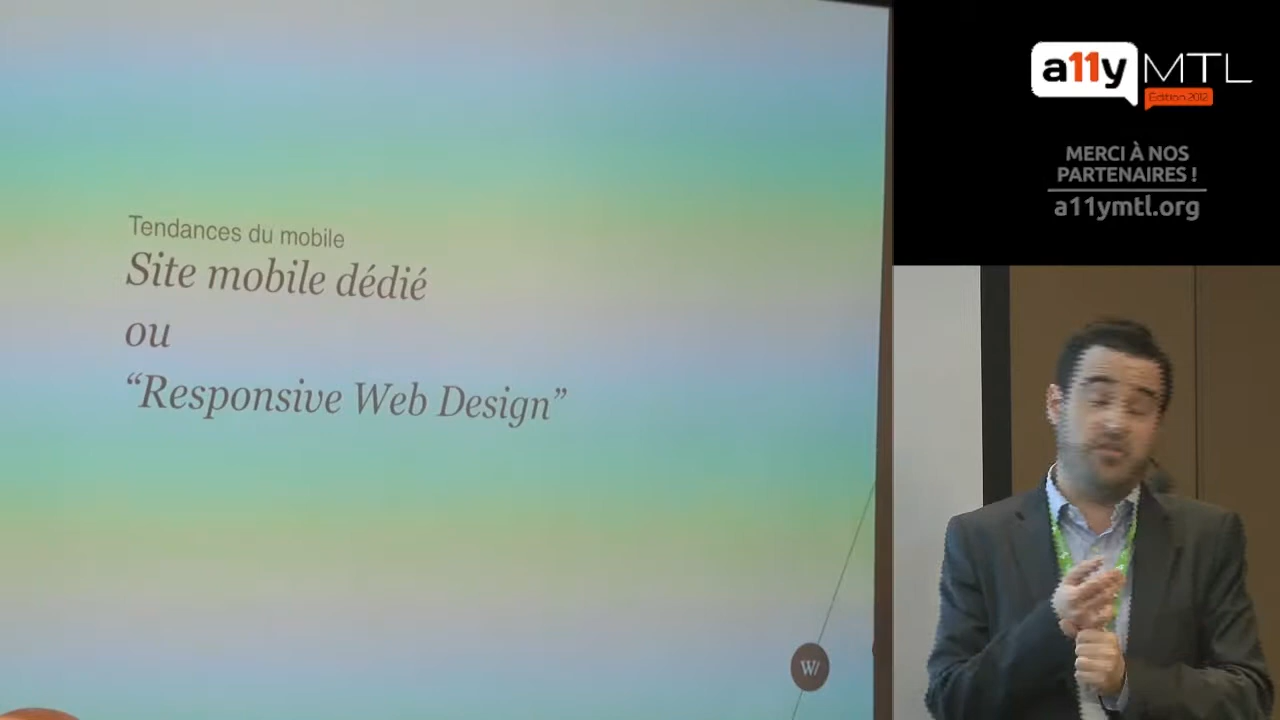 Tendances du mobile
Site mobile dédié
ou
“Responsive Web Design”
W/
a11y MTL
Édition 2012
MERCI À NOS
PARTENAIRES !
a11ymtl.org